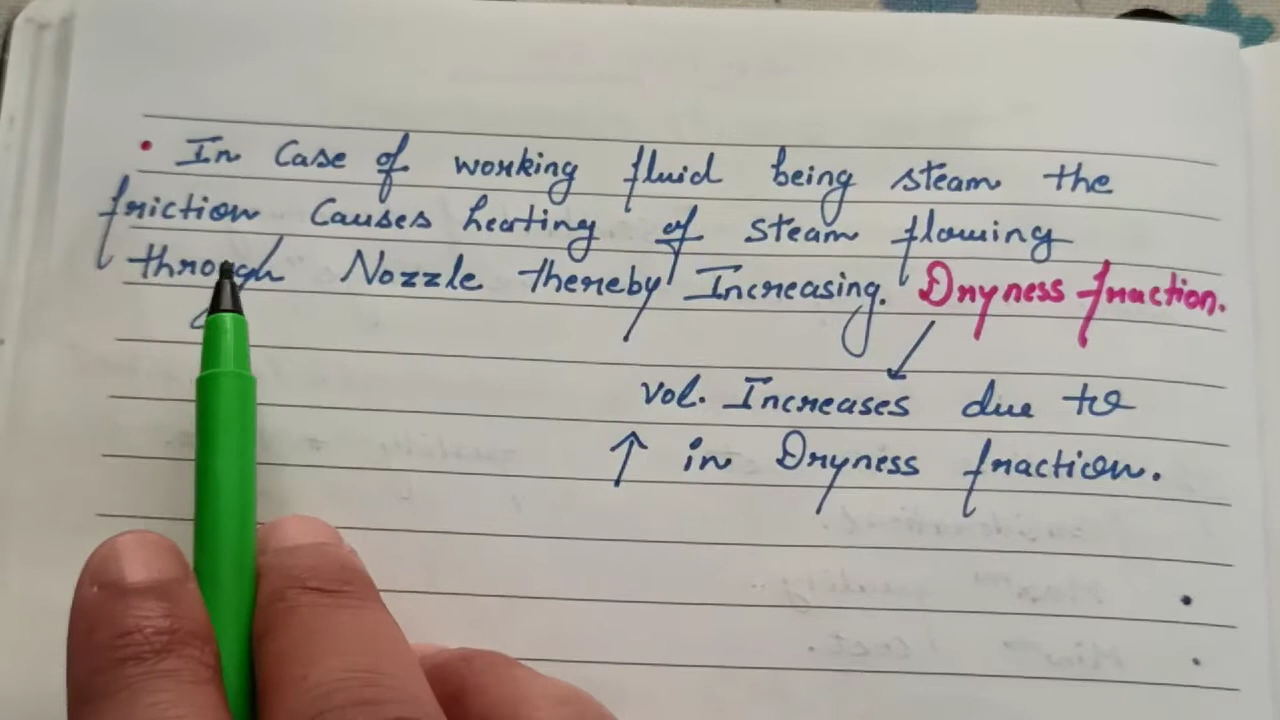 • In Case of working fluid being steam the
friction Causes heating of steam flowing
through Nozzle thereby Increasing. Dryness fraction.
vol. Increases due to
↑ in Dryness fraction.